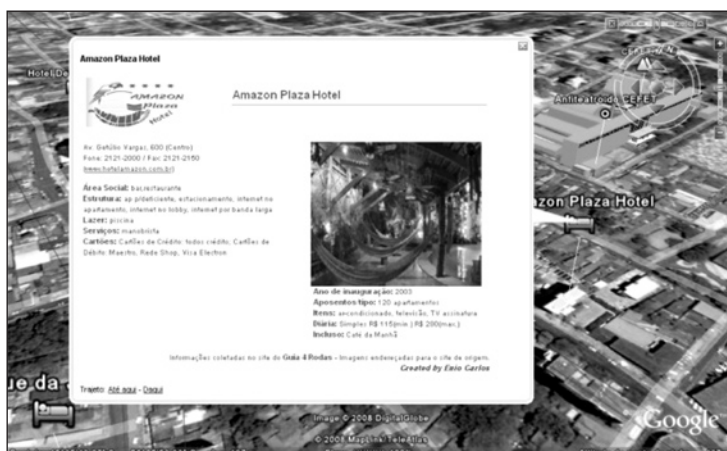 Amazon Plaza Hotel
Hotel De
AMAZON
Plaza
Hotel
Amazon Plaza Hotel
Anfiteatro do CEFET
Av: Getúlio Vargas, 600 (Centro)
Fone: 2121-2000 / Fax: 2121-2150
(www.hotelamazon.com.br)
azon Plaza Hotel
Área Social: bar,restaurante
Estrutura: ap p/deficiente, estacionamento, internet no
apartamento, internet no lobby, internet por banda larga
Lazer: piscina
Serviços: manobrista
Cartões: Cartões de Crédito: todos crédito, Cartões de
Débito: Maestro, Rede Shop, Visa Electron
Ano de inauguração: 2003
Aposentos/tipo: 120 apartamentos
Itens: arcondicionado, televisão, TV assinatura
Diária: Simples R$ 115(min.) R$ 200(max.)
Incluso: Café da Manhã
Informações coletadas no site do Guia 4 Rodas - Imagens endereçadas para o site de origem.
Created by Enio Carlos
ue da
Trajeto: Até aqui - Daqui
Image © 2008 DigitalGlobe
© 2008 MapLink/TeleAtlas
Google